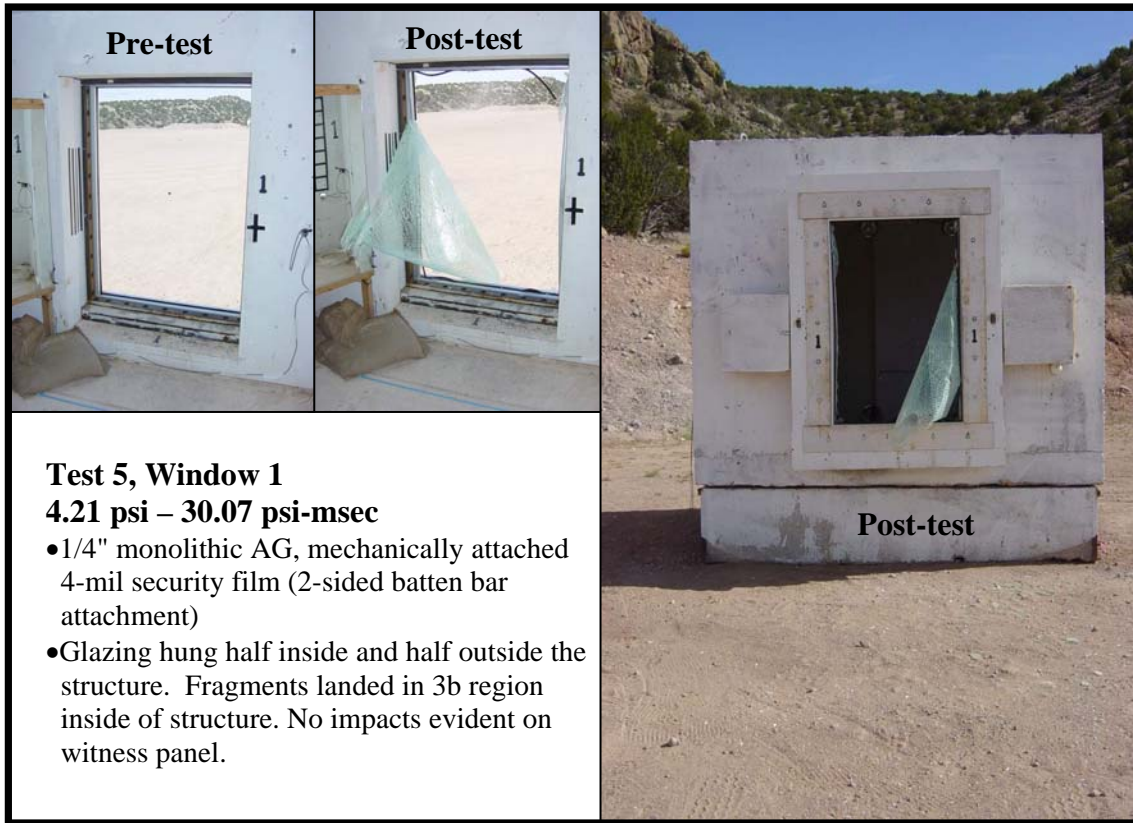 Pre-test
Post-test
1
1
1
1
Test 5, Window 1
4.21 psi – 30.07 psi-msec
•1/4" monolithic AG, mechanically attached
4-mil security film (2-sided batten bar
attachment)
•Glazing hung half inside and half outside the
structure.  Fragments landed in 3b region
inside of structure. No impacts evident on
witness panel.
1
1
Post-test